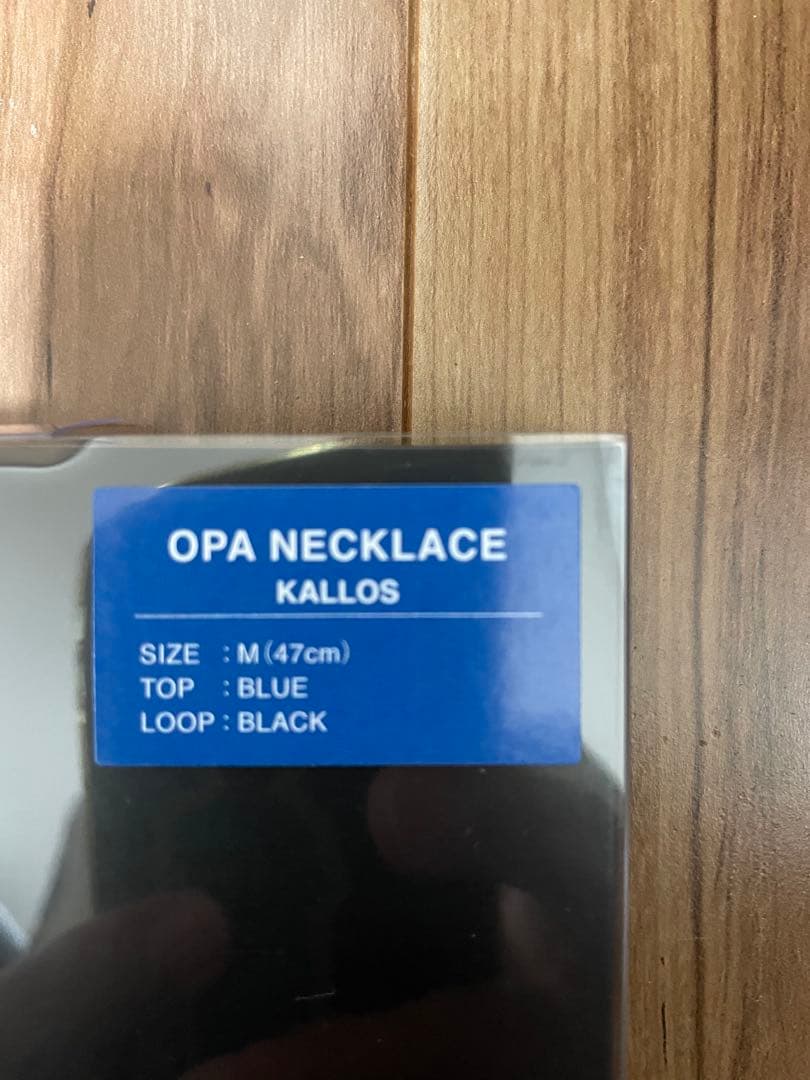 OPA NECKLACE
KALLOS
SIZE : M(47cm)
TOP : BLUE
LOOP : BLACK